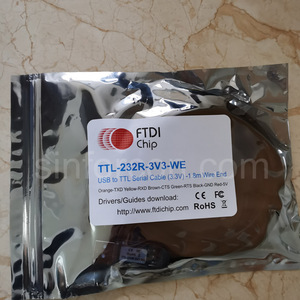 FTDI
Chip
TTL-232R-3V3-WE
USB to TTL Serial Cable (3.3V) -1.8m Wire End
Orange-TXD Yellow-RXD Brown-CTS Green-RTS Black-GND Red-5V
Drivers/Guides download:
http://www.ftdichip.com
CE RoHS